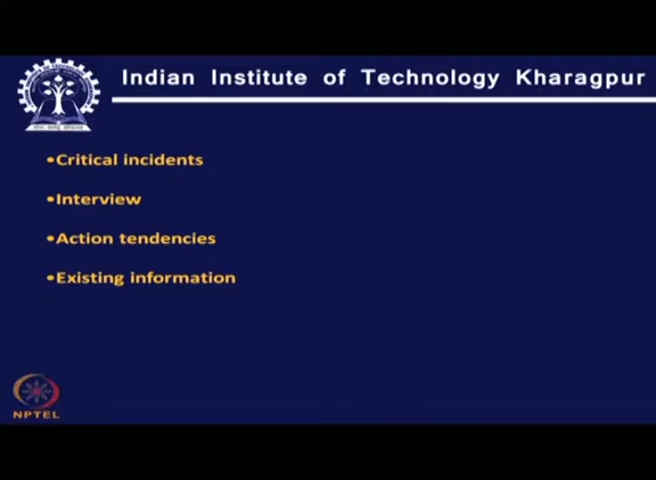 Indian Institute of Technology Kharagpur
•Critical incidents
•Interview
•Action tendencies
•Existing information
NPTEL